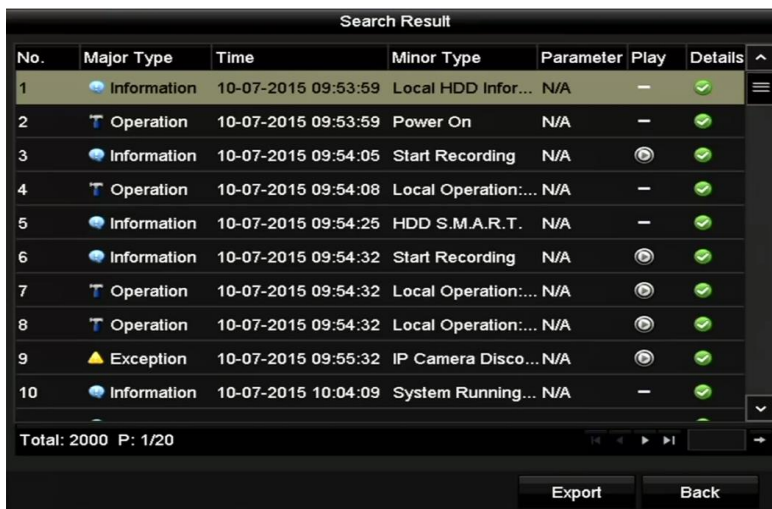 Search Result
No. Major Type Time Minor Type Parameter Play Details
1 Information 10-07-2015 09:53:59 Local HDD Infor... N/A –
2 Operation 10-07-2015 09:53:59 Power On N/A –
3 Information 10-07-2015 09:54:05 Start Recording N/A
4 Operation 10-07-2015 09:54:08 Local Operation:... N/A –
5 Information 10-07-2015 09:54:25 HDD S.M.A.R.T. N/A –
6 Information 10-07-2015 09:54:32 Start Recording N/A
7 Operation 10-07-2015 09:54:32 Local Operation:... N/A
8 Operation 10-07-2015 09:54:32 Local Operation:... N/A
9 Exception 10-07-2015 09:55:32 IP Camera Disco... N/A
10 Information 10-07-2015 10:04:09 System Running... N/A –
Total: 2000 P: 1/20
Export Back